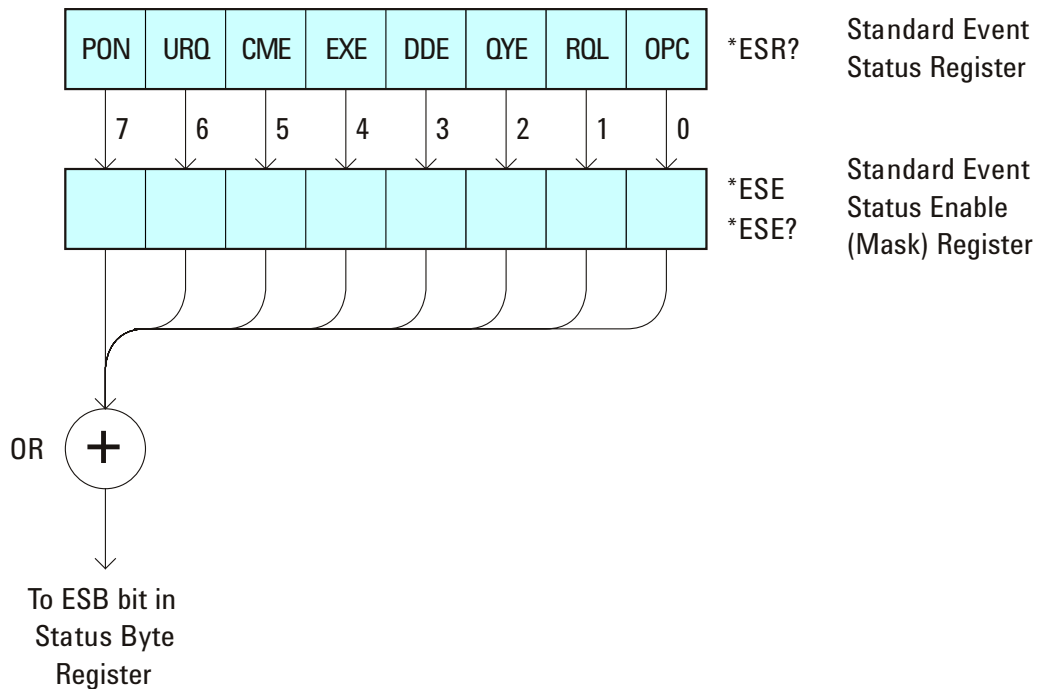 PON URQ CME EXE DDE QYE RQL OPC
*ESR?
Standard Event
Status Register
7 6 5 4 3 2 1 0
*ESE
*ESE?
Standard Event
Status Enable
(Mask) Register
OR
+
To ESB bit in
Status Byte
Register